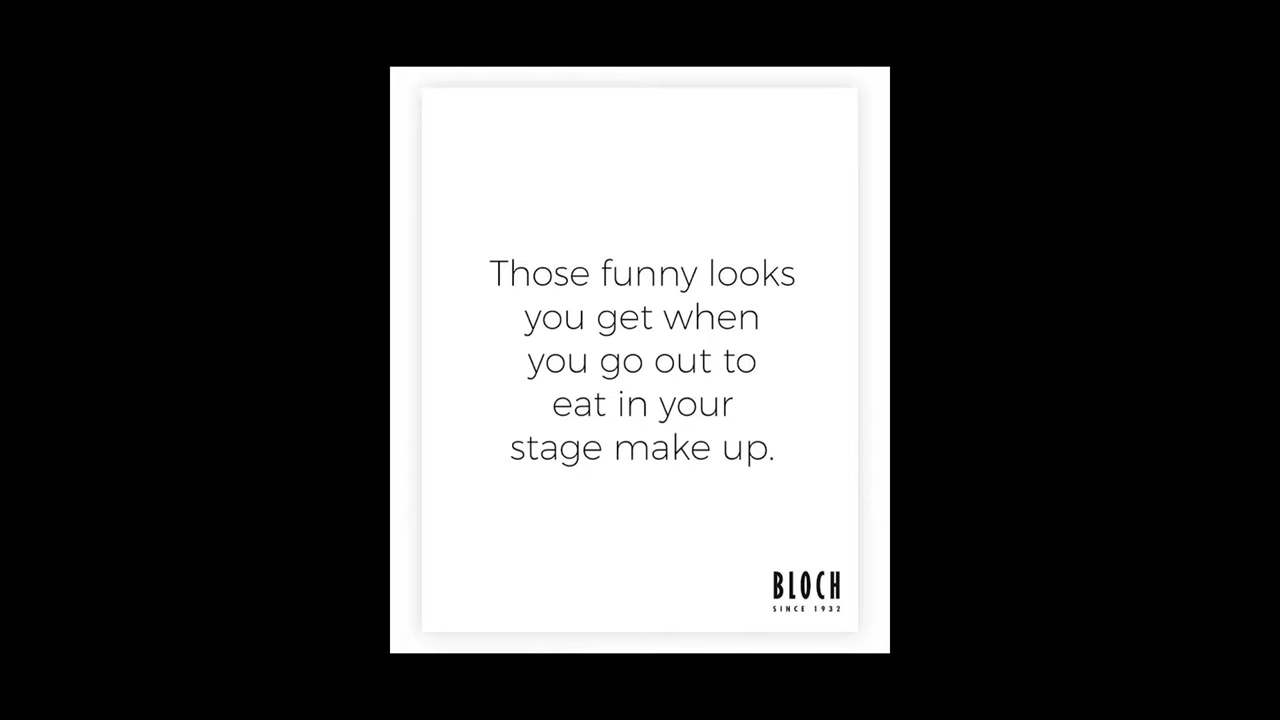 Those funny looks
you get when
you go out to
eat in your
stage make up.
BLOCH
SINCE 1932